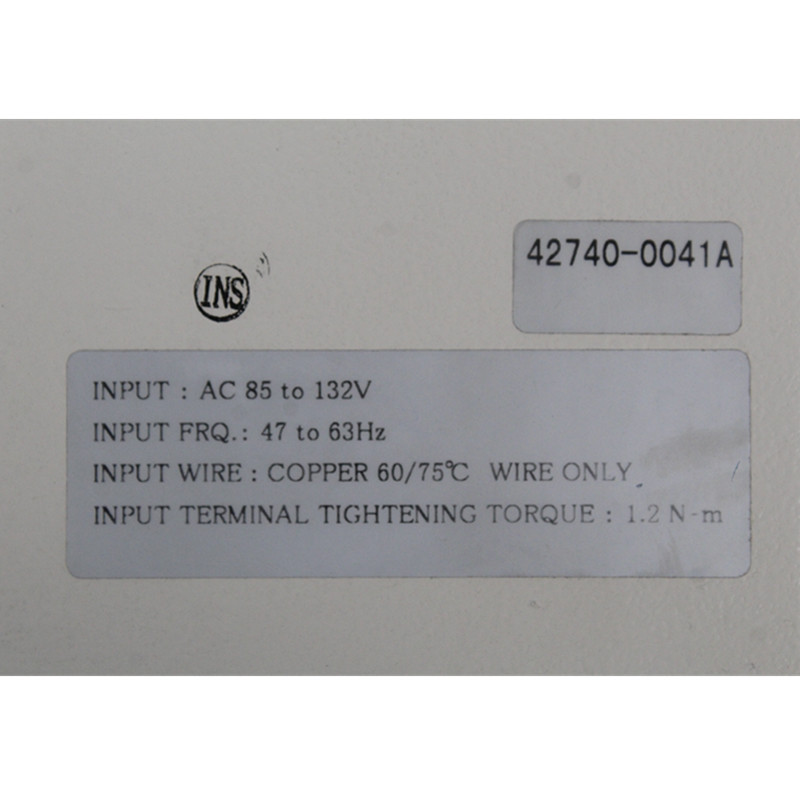 42740-0041A
INS
INPUT : AC 85 to 132V
INPUT FRQ.: 47 to 63Hz
INPUT WIRE : COPPER 60/75℃ WIRE ONLY
INPUT TERMINAL TIGHTENING TORQUE : 1.2 N-m